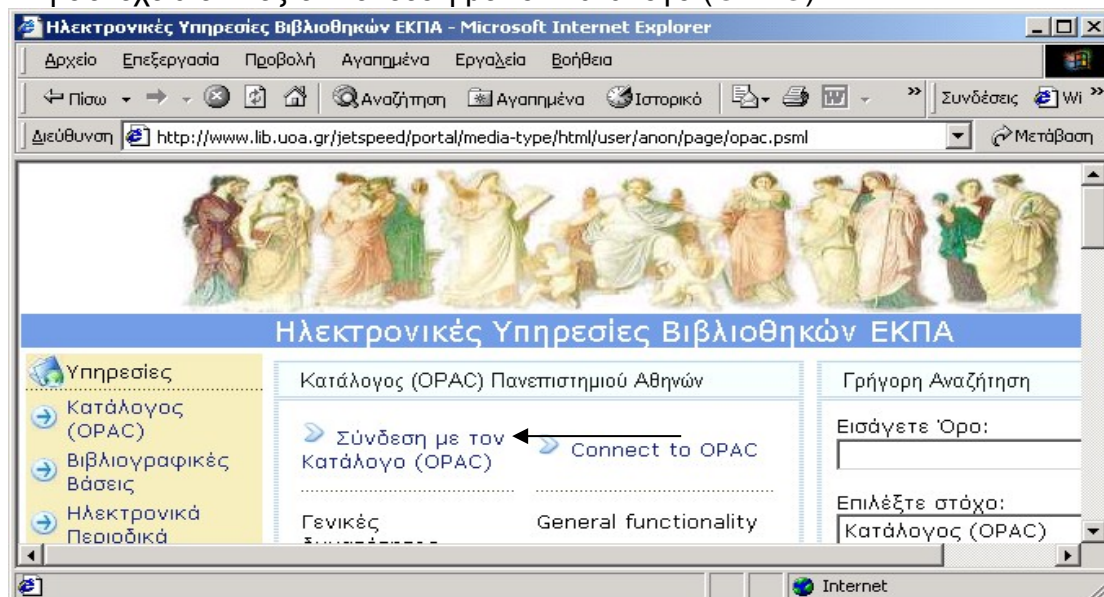 Ηλεκτρονικές Υπηρεσίες Βιβλιοθηκών ΕΚΠΑ - Microsoft Internet Explorer
Αρχείο Επεξεργασία Προβολή Αγαπημένα Εργαλεία Βοήθεια
Πίσω Αναζήτηση Αγαπημένα Ιστορικό » Συνδέσεις Wi »
Διεύθυνση http://www.lib.uoa.gr/jetspeed/portal/media-type/html/user/anon/page/opac.psml Μετάβαση
Ηλεκτρονικές Υπηρεσίες Βιβλιοθηκών ΕΚΠΑ
Υπηρεσίες
Κατάλογος
(OPAC)
Βιβλιογραφικές
Βάσεις
Ηλεκτρονικά
Περιοδικά
Κατάλογος (OPAC) Πανεπιστημιού Αθηνών
Σύνδεση με τον
Κατάλογο (OPAC)
Connect to OPAC
Γενικές
General functionality
Γρήγορη Αναζήτηση
Εισάγετε Όρο:
Επιλέξτε στόχο:
Κατάλογος (OPAC)
Internet